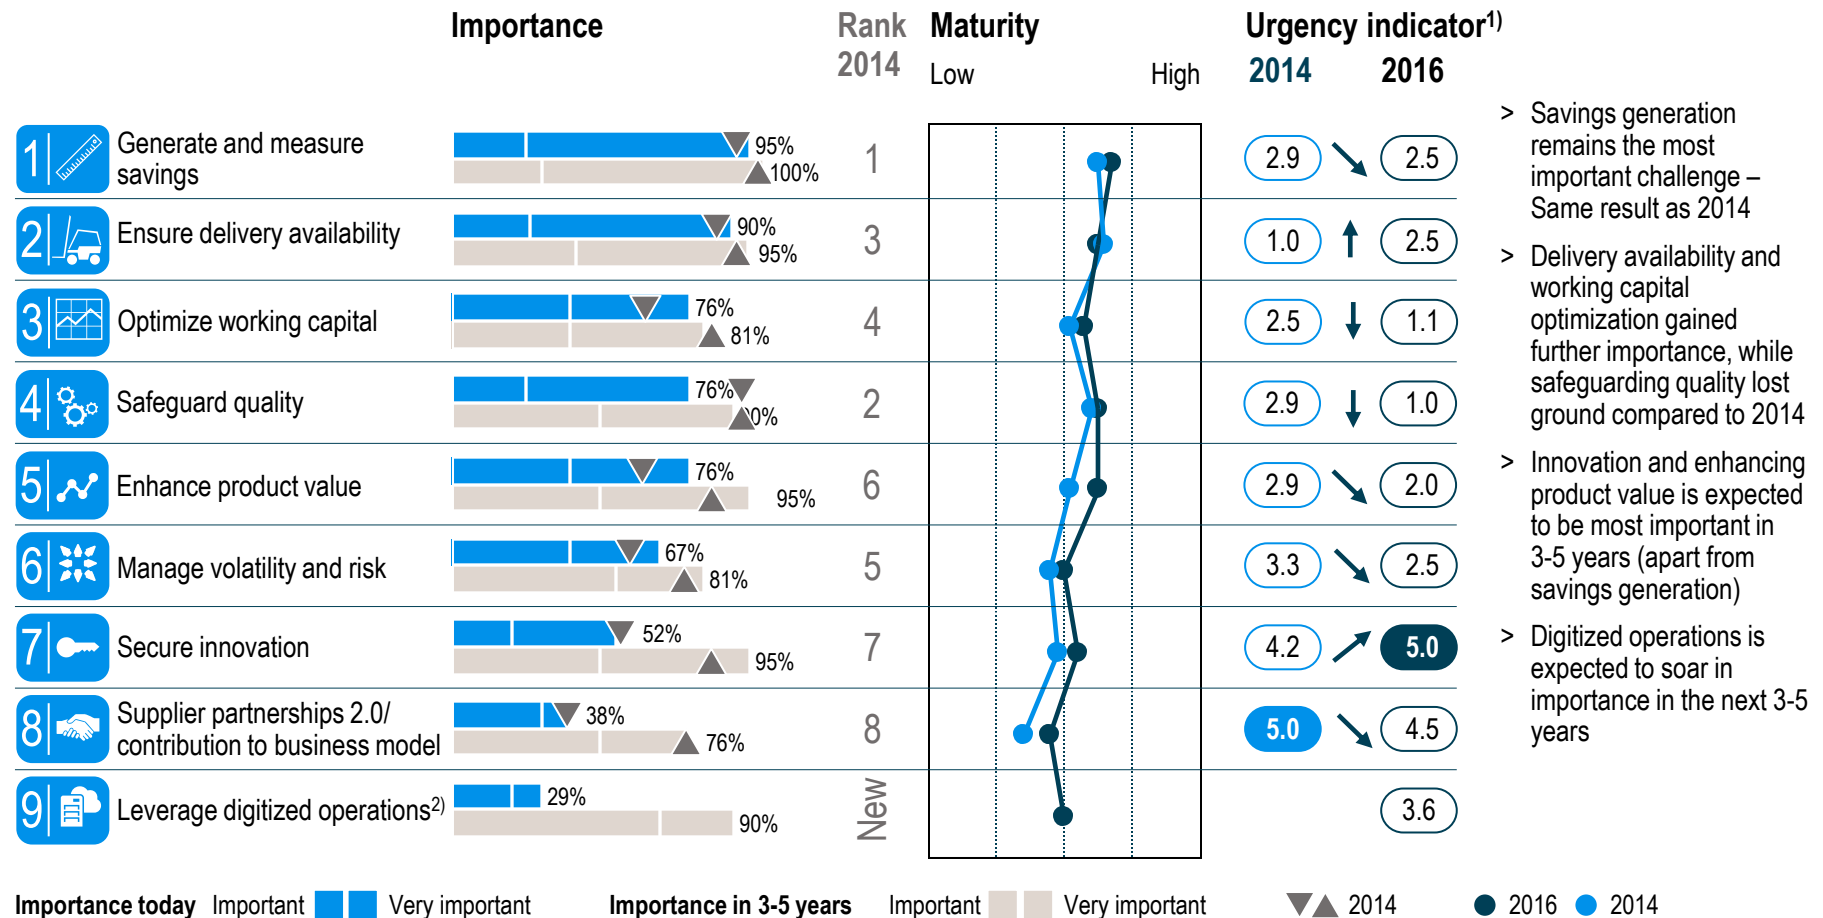 Importance
Rank
2014
Maturity
Low
High
Urgency indicator1)
2014
2016
1
Generate and measure
savings
95%
100%
1
2.9
2.5
2
Ensure delivery availability
90%
95%
3
1.0
2.5
3
Optimize working capital
76%
81%
4
2.5
1.1
4
Safeguard quality
76%
0%
2
2.9
1.0
5
Enhance product value
76%
95%
6
2.9
2.0
6
Manage volatility and risk
67%
81%
5
3.3
2.5
7
Secure innovation
52%
95%
7
4.2
5.0
8
Supplier partnerships 2.0/
contribution to business model
38%
76%
8
5.0
4.5
9
Leverage digitized operations2)
29%
90%
New
3.6
> Savings generation
remains the most
important challenge –
Same result as 2014
> Delivery availability and
working capital
optimization gained
further importance, while
safeguarding quality lost
ground compared to 2014
> Innovation and enhancing
product value is expected
to be most important in
3-5 years (apart from
savings generation)
> Digitized operations is
expected to soar in
importance in the next 3-5
years
Importance today Important Very important
Importance in 3-5 years Important Very important
2014
2016
2014